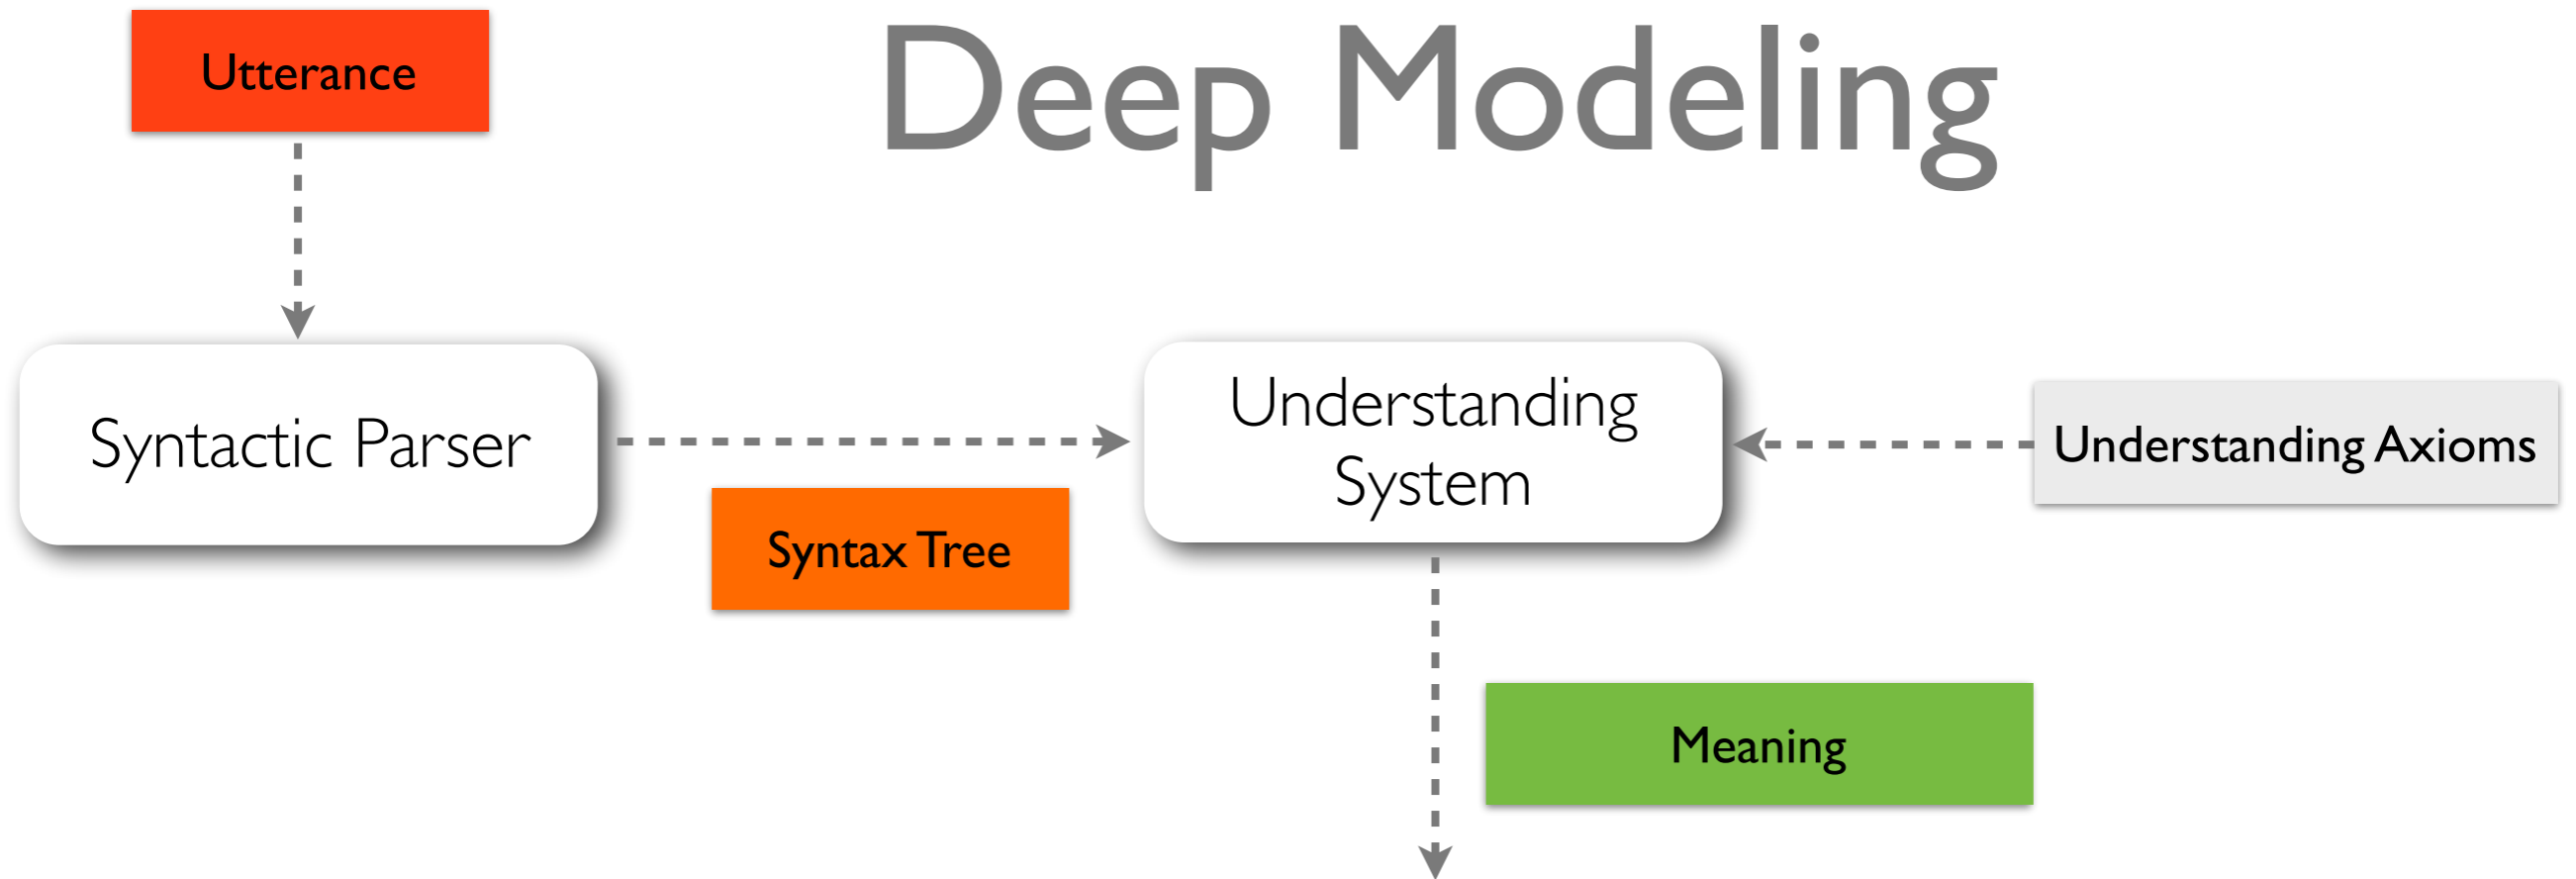 Utterance
Deep Modeling
Syntactic Parser
Understanding
System
Understanding Axioms
Syntax Tree
Meaning